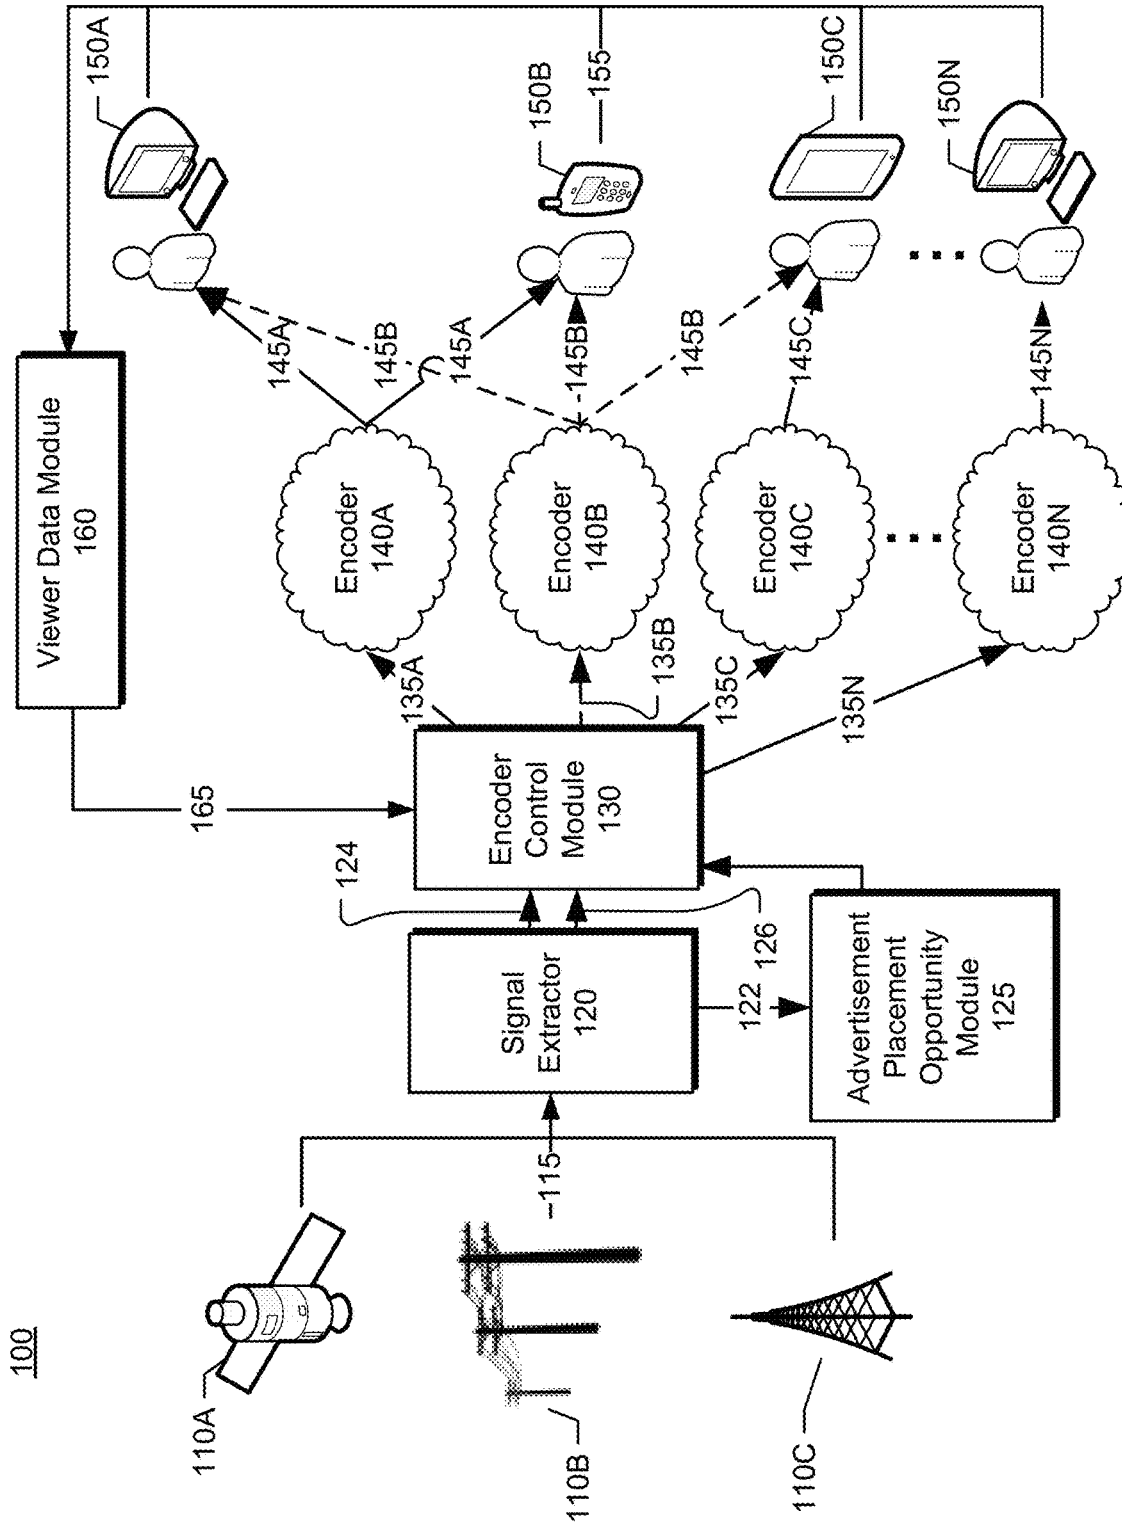 100
110A
110B
110C
115
Signal
Extractor
120
122
124
126
Advertisement
Placement
Opportunity
Module
125
Encoder
Control
Module
130
165
Viewer Data Module
160
135A
135B
135C
135N
Encoder
140A
Encoder
140B
Encoder
140C
Encoder
140N
145A
145B
145A
145B
145B
145C
145N
150A
150B
155
150C
150N